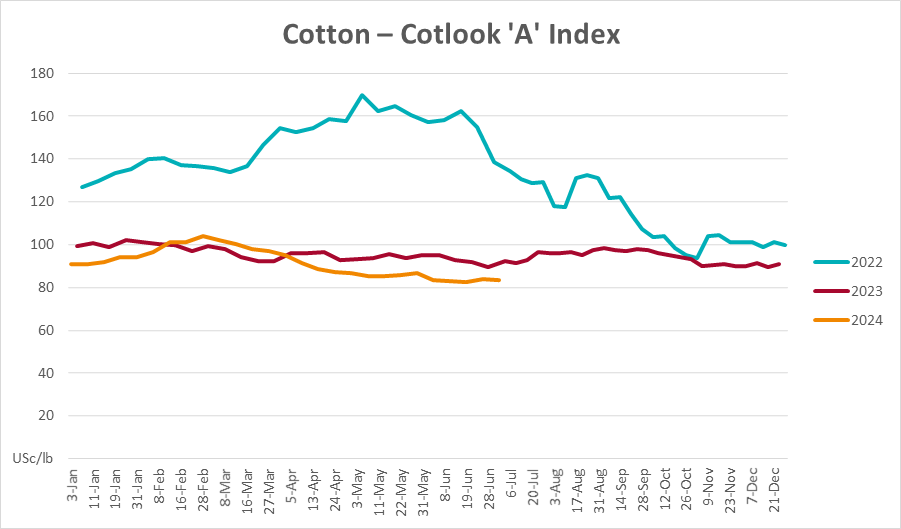 Cotton – Cotlook 'A' Index
180
160
140
120
100
80
60
40
20
USc/lb
3-Jan
11-Jan
19-Jan
31-Jan
8-Feb
16-Feb
28-Feb
8-Mar
16-Mar
27-Mar
5-Apr
13-Apr
24-Apr
3-May
11-May
23-May
31-May
8-Jun
19-Jun
28-Jun
6-Jul
20-Jul
3-Aug
17-Aug
31-Aug
14-Sep
28-Sep
12-Oct
26-Oct
9-Nov
23-Nov
7-Dec
21-Dec
2022
2023
2024